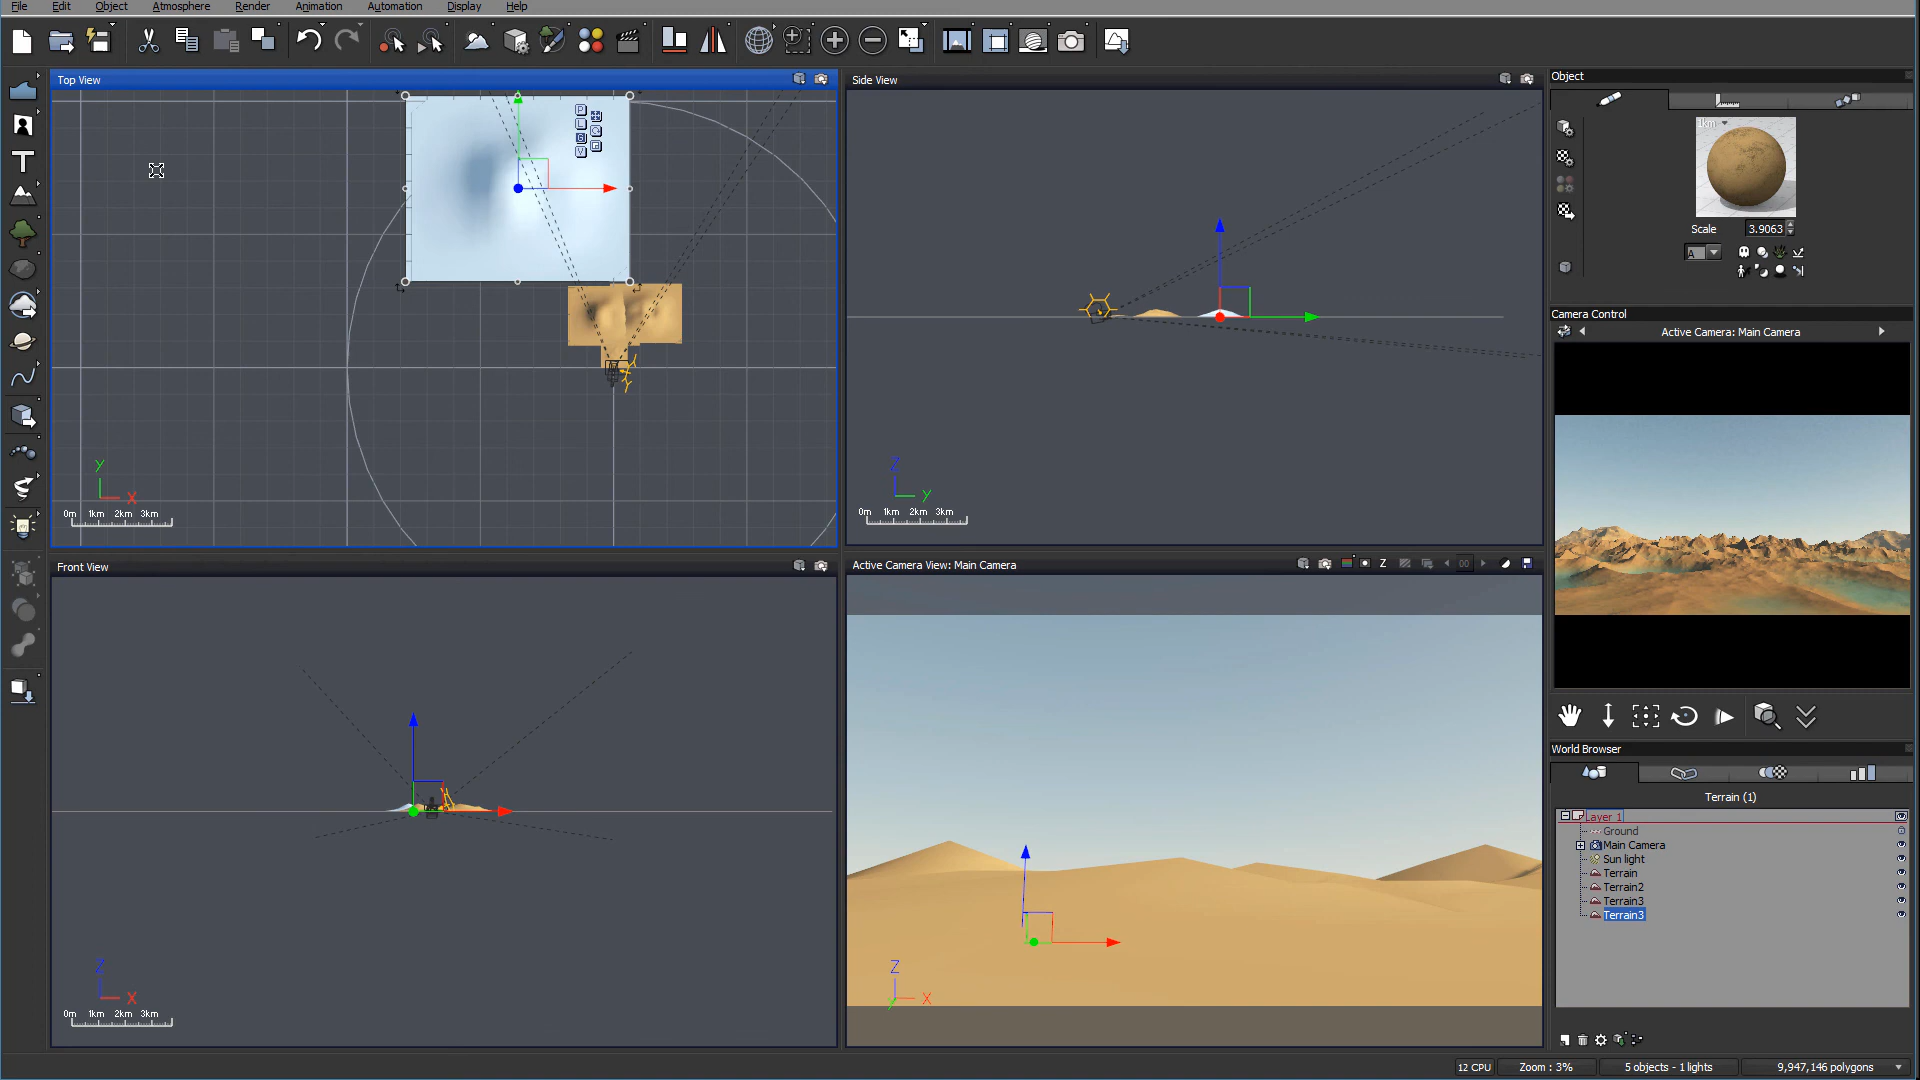 File Edit Object Atmosphere Render Animation Automation Display Help
Top View
P
L
G
V
Y
X
0m 1km 2km 3km
Side View
Z
Y
0m 1km 2km 3km
Front View
Z
X
0m 1km 2km 3km
Active Camera View: Main Camera
Z
00
Z
X
Y
Object
1km
Scale 3.9063
A
Camera Control
Active Camera: Main Camera
World Browser
Terrain (1)
Layer 1
Ground
Main Camera
Sun light
Terrain
Terrain2
Terrain3
Terrain3
12 CPU Zoom : 3% 5 objects - 1 lights 9,947,146 polygons